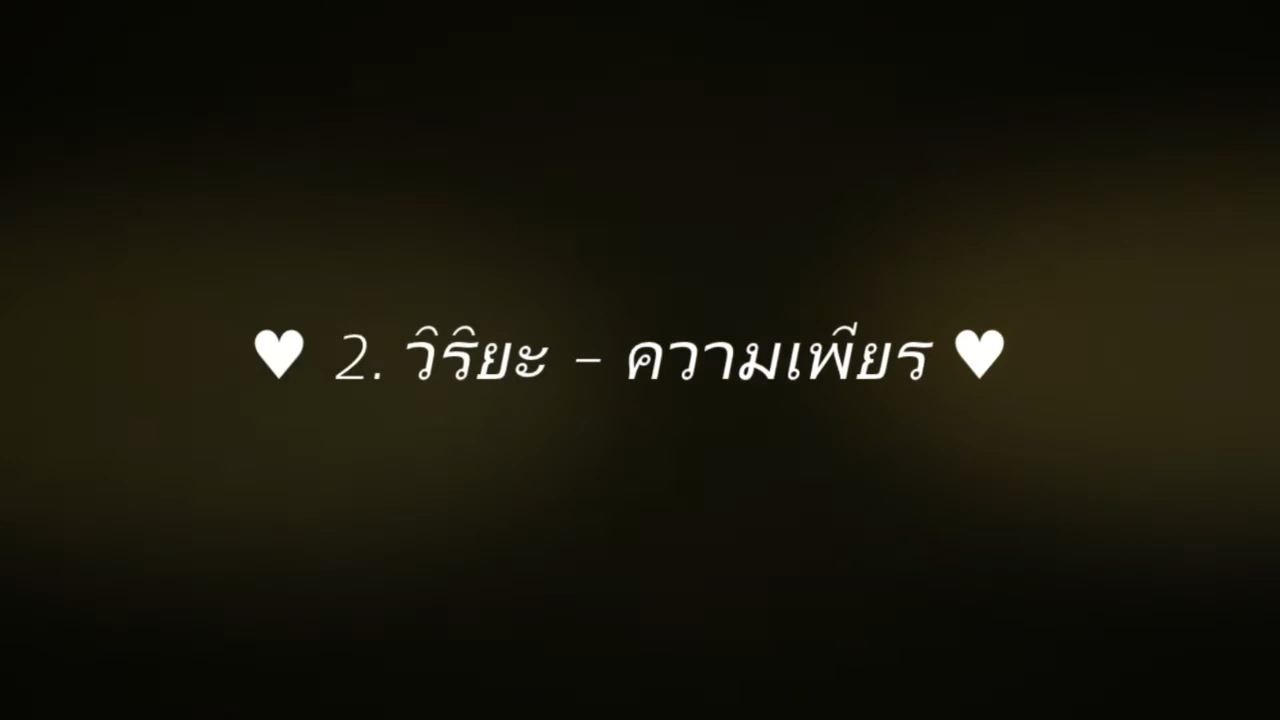 ♥ 2. วิริยะ - ความเพียร ♥